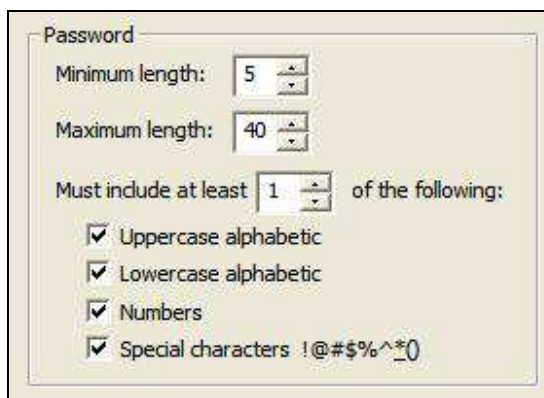 Password
Minimum length: 5
Maximum length: 40
Must include at least 1 of the following:
Uppercase alphabetic
Lowercase alphabetic
Numbers
Special characters !@#$%^*()